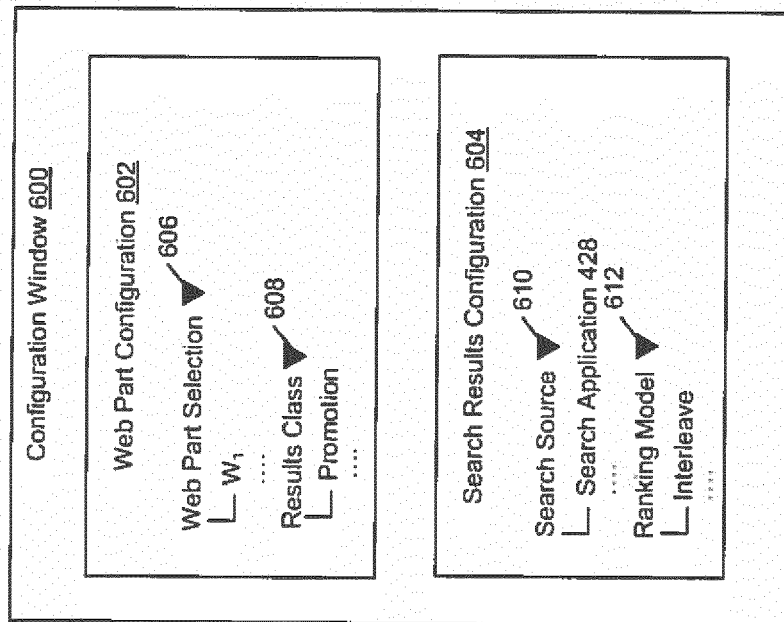 Configuration Window 600
Web Part Configuration 602
Web Part Selection 606
W₁
....
Results Class 608
Promotion
....
Search Results Configuration 604
Search Source 610
Search Application 428
....
Ranking Model 612
Interleave
....